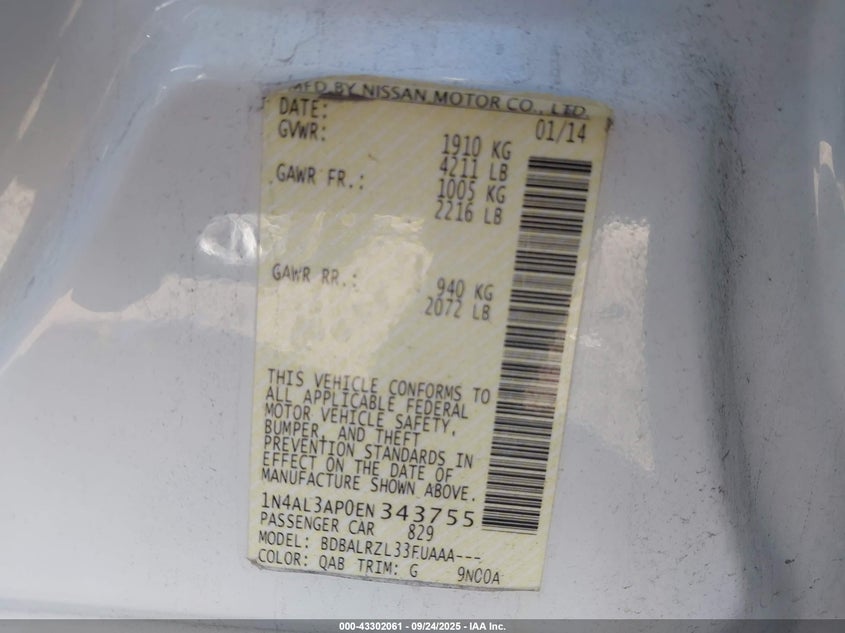 MFD BY NISSAN MOTOR CO., LTD.
DATE: 01/14
GVWR: 1910 KG
4211 LB
GAWR FR.: 1005 KG
2216 LB
GAWR RR.: 940 KG
2072 LB
THIS VEHICLE CONFORMS TO
ALL APPLICABLE FEDERAL
MOTOR VEHICLE SAFETY,
BUMPER, AND THEFT
PREVENTION STANDARDS IN
EFFECT ON THE DATE OF
MANUFACTURE SHOWN ABOVE.
1N4AL3AP0EN343755
PASSENGER CAR 829
MODEL: BDBALRZL33FUAAA---
COLOR: QAB TRIM: G 9N00A
000-43302061 - 09/24/2025 - IAA Inc.